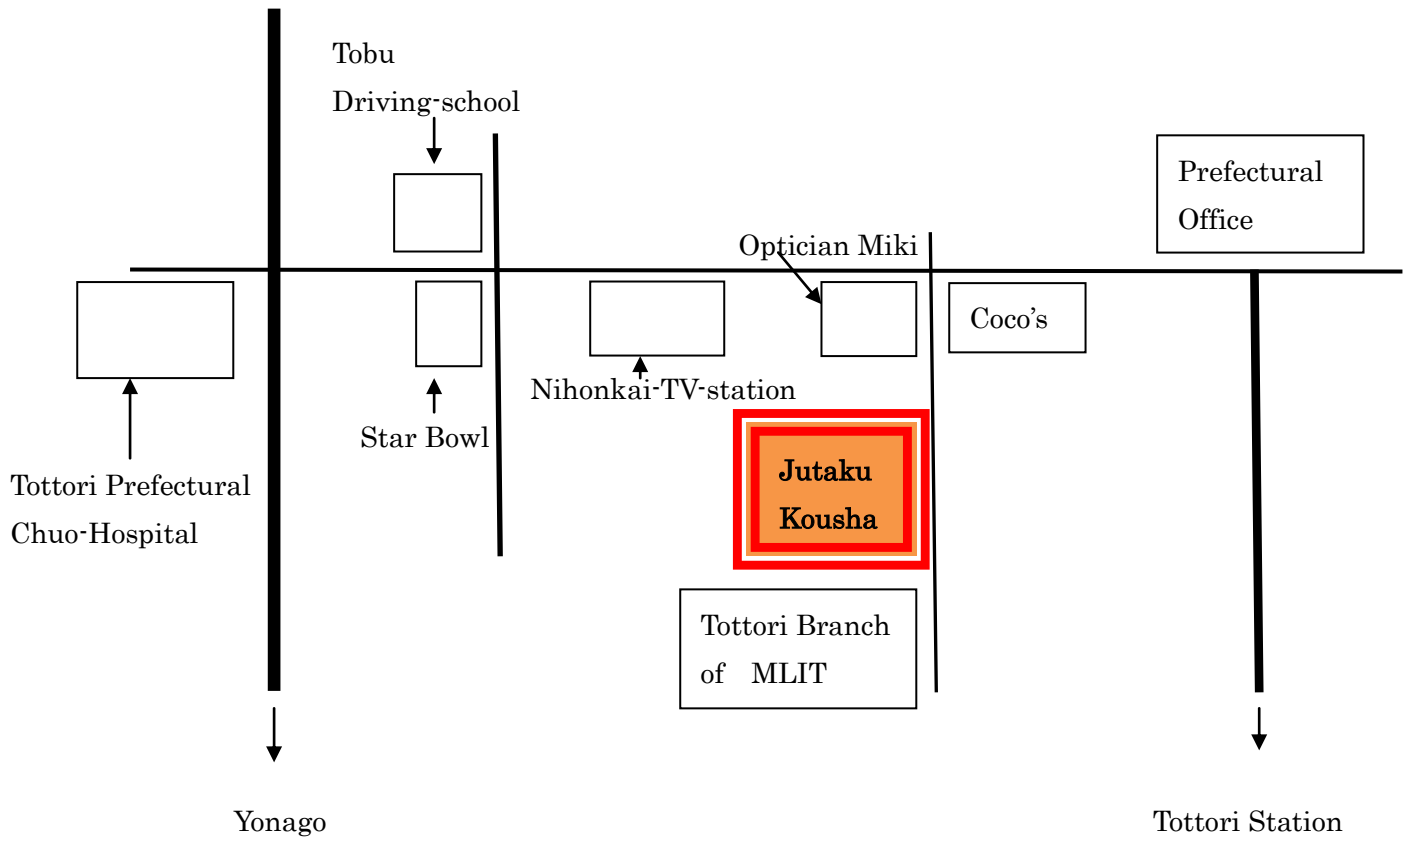 Tobu
Driving-school
Prefectural
Office
Optician Miki
Coco’s
Nihonkai-TV-station
Star Bowl
Tottori Prefectural
Chuo-Hospital
Jutaku
Kousha
Tottori Branch
of MLIT
Yonago
Tottori Station